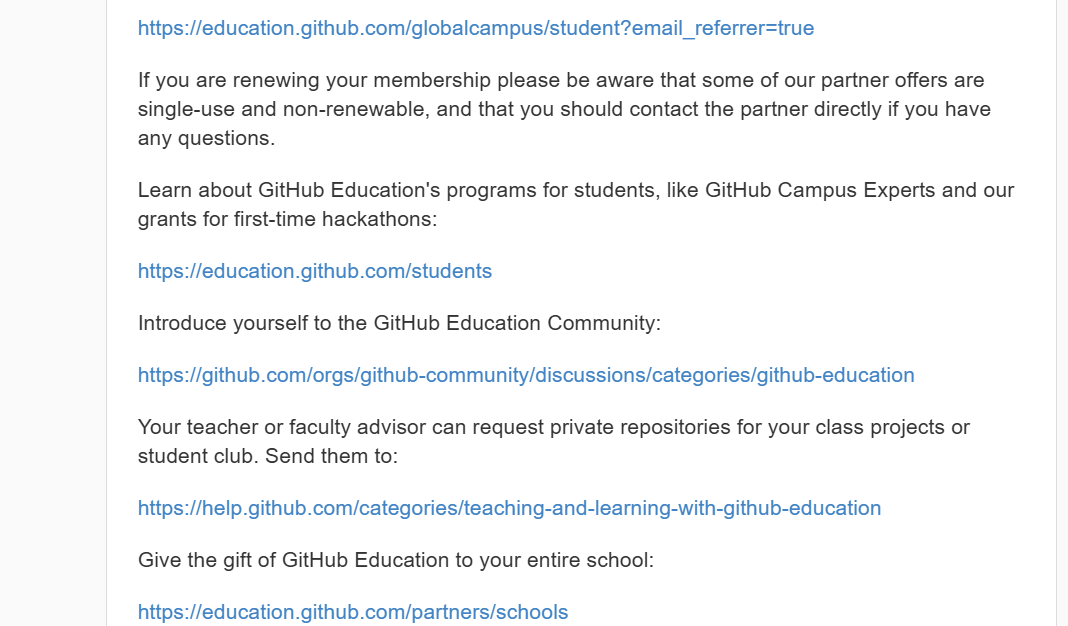 https://education.github.com/globalcampus/student?email_referrer=true
If you are renewing your membership please be aware that some of our partner offers are
single-use and non-renewable, and that you should contact the partner directly if you have
any questions.
Learn about GitHub Education's programs for students, like GitHub Campus Experts and our
grants for first-time hackathons:
https://education.github.com/students
Introduce yourself to the GitHub Education Community:
https://github.com/orgs/github-community/discussions/categories/github-education
Your teacher or faculty advisor can request private repositories for your class projects or
student club. Send them to:
https://help.github.com/categories/teaching-and-learning-with-github-education
Give the gift of GitHub Education to your entire school:
https://education.github.com/partners/schools